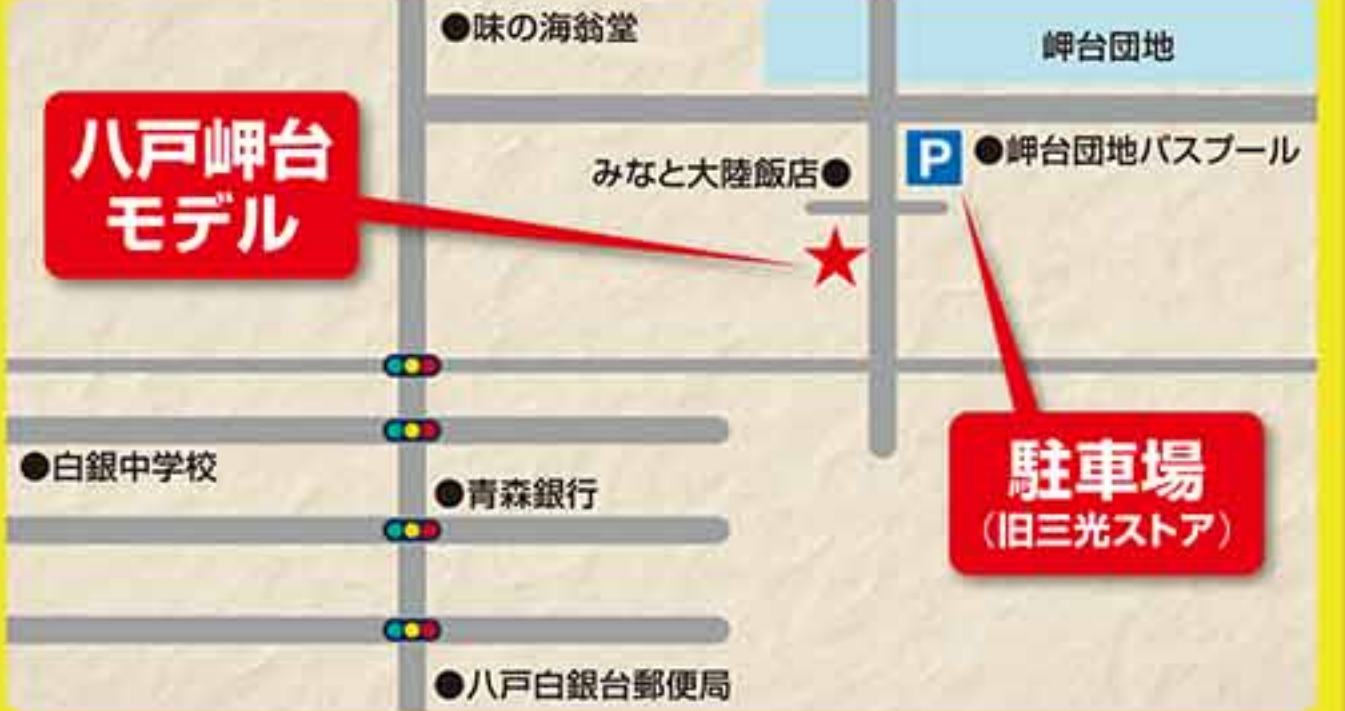 ●味の海翁堂
岬台団地
八戸岬台
モデル
みなと大陸飯店●
P
●岬台団地バスプール
●白銀中学校
●青森銀行
駐車場
（旧三光ストア）
●八戸白銀台郵便局